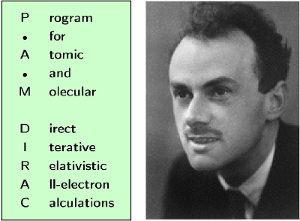 P rogram
• for
A tomic
• and
M olecular
D irect
I terative
R elativistic
A ll-electron
C alculations